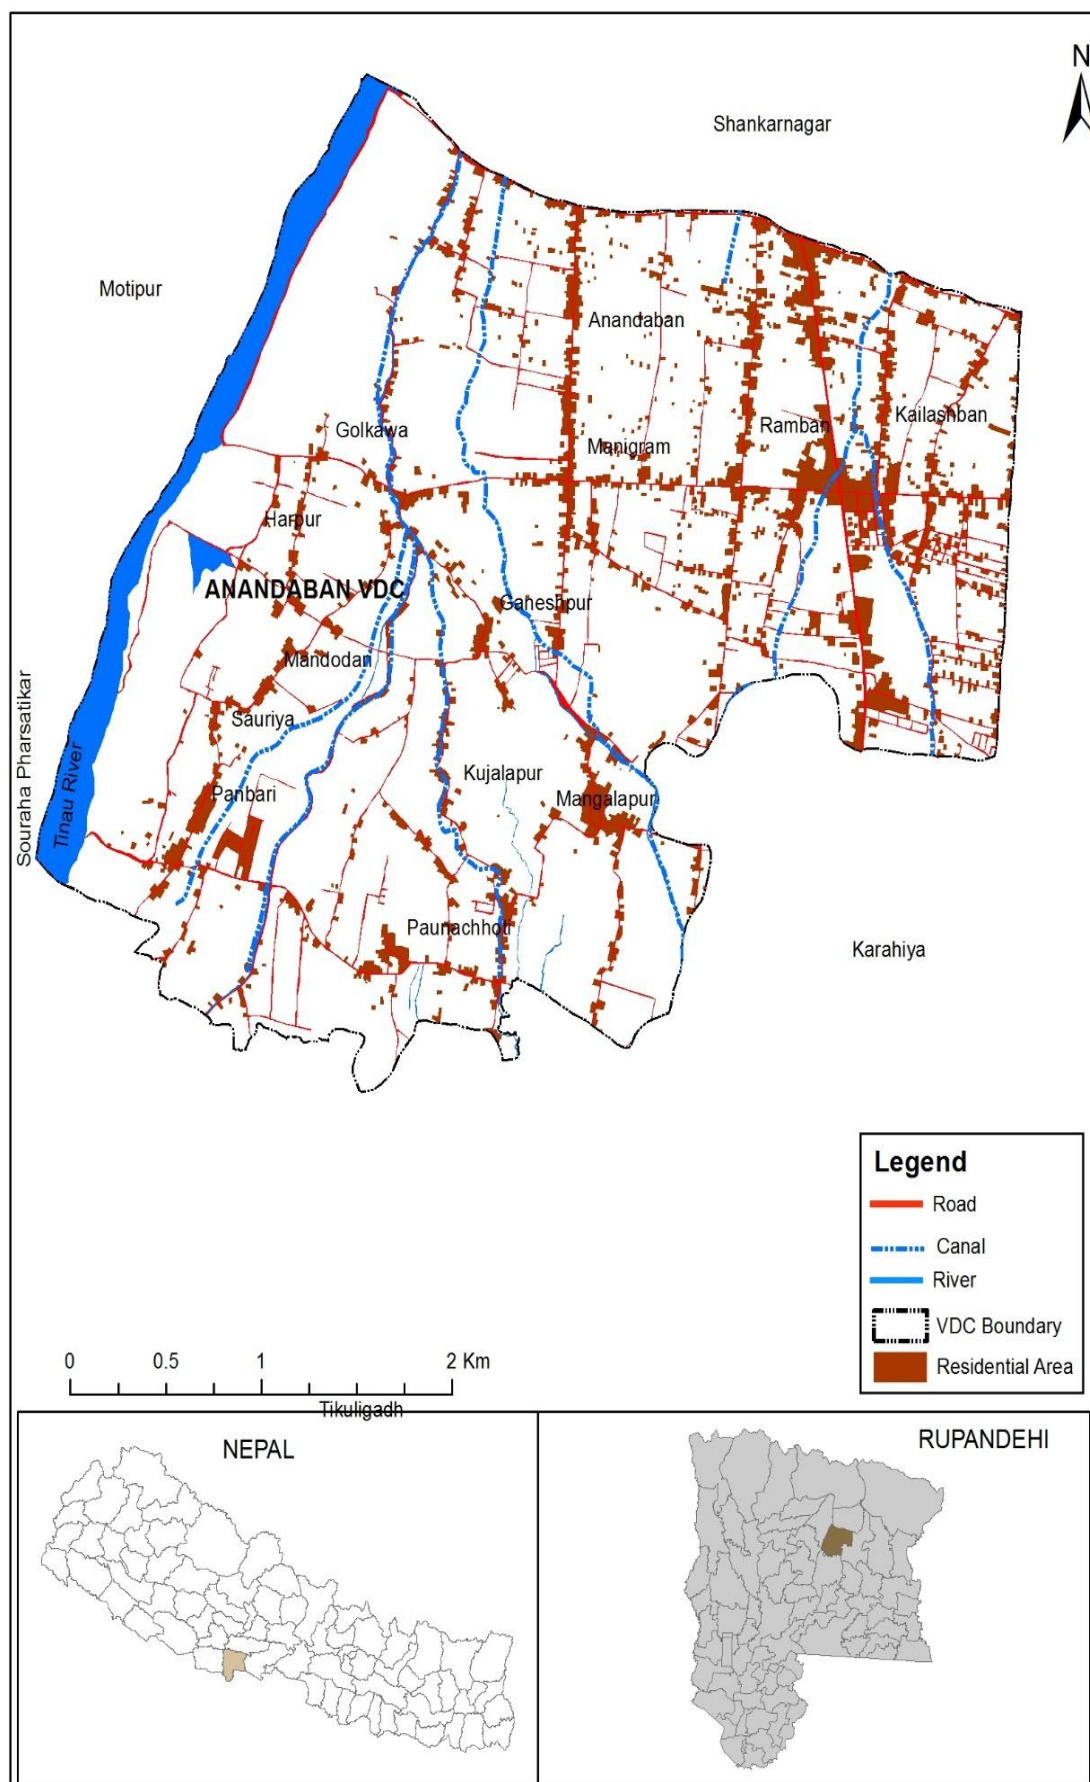 N
Shankarnagar
Motipur
Anandaban
Golkawa
Manigram
Ramban
Kailashban
Harpur
ANANDABAN VDC
Ganeshpur
Mandodari
Sauriya
Souraha Pharsatikar
Tinau River
Panbari
Kujalapur
Mangalapur
Paunachhoti
Karahiya
Legend
Road
Canal
River
VDC Boundary
Residential Area
0 0.5 1 2 Km
Tikuligadh
NEPAL
RUPANDEHI